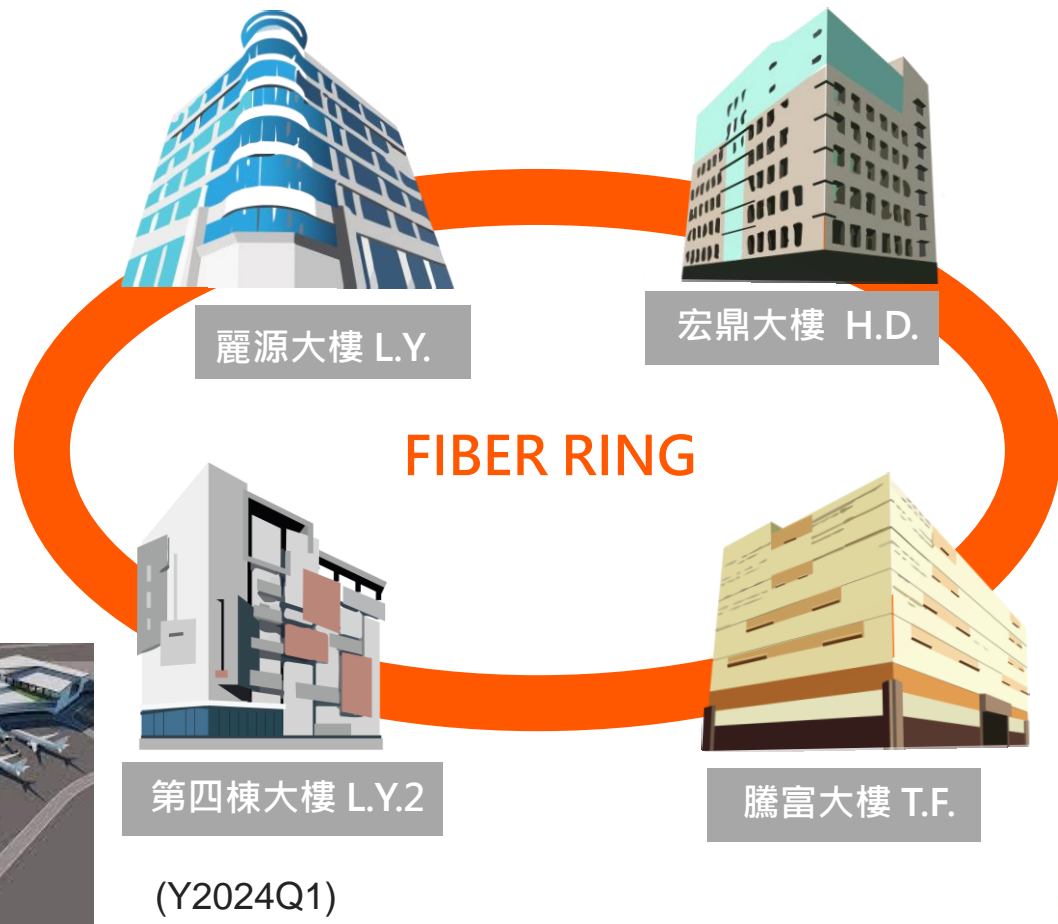 麗源大樓 L.Y.
宏鼎大樓 H.D.
FIBER RING
第四棟大樓 L.Y.2
騰富大樓 T.F.
(Y2024Q1)